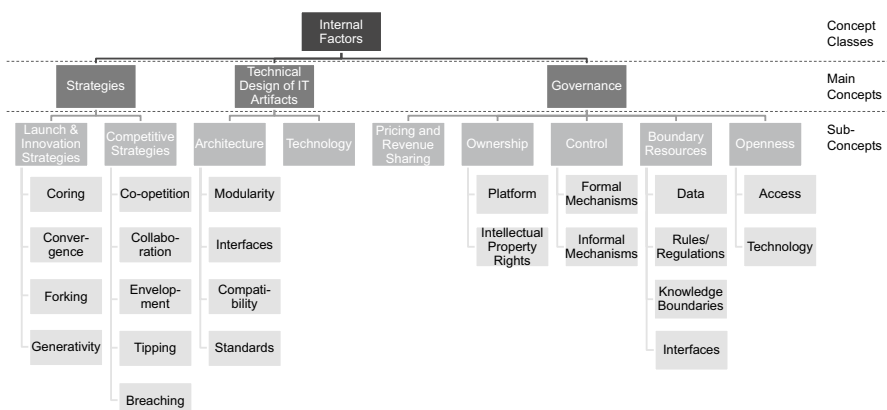 Internal
Factors
Concept
Classes
Strategies
Technical
Design of IT
Artifacts
Governance
Main
Concepts
Launch &
Innovation
Strategies
Competitive
Strategies
Architecture
Technology
Pricing and
Revenue
Sharing
Ownership
Control
Boundary
Resources
Openness
Sub-
Concepts
Coring
Conver-
gence
Forking
Generativity
Co-opetition
Collabo-
ration
Envelop-
ment
Tipping
Breaching
Modularity
Interfaces
Compati-
bility
Standards
Platform
Intellectual
Property
Rights
Formal
Mechanisms
Informal
Mechanisms
Data
Rules/
Regulations
Knowledge
Boundaries
Interfaces
Access
Technology